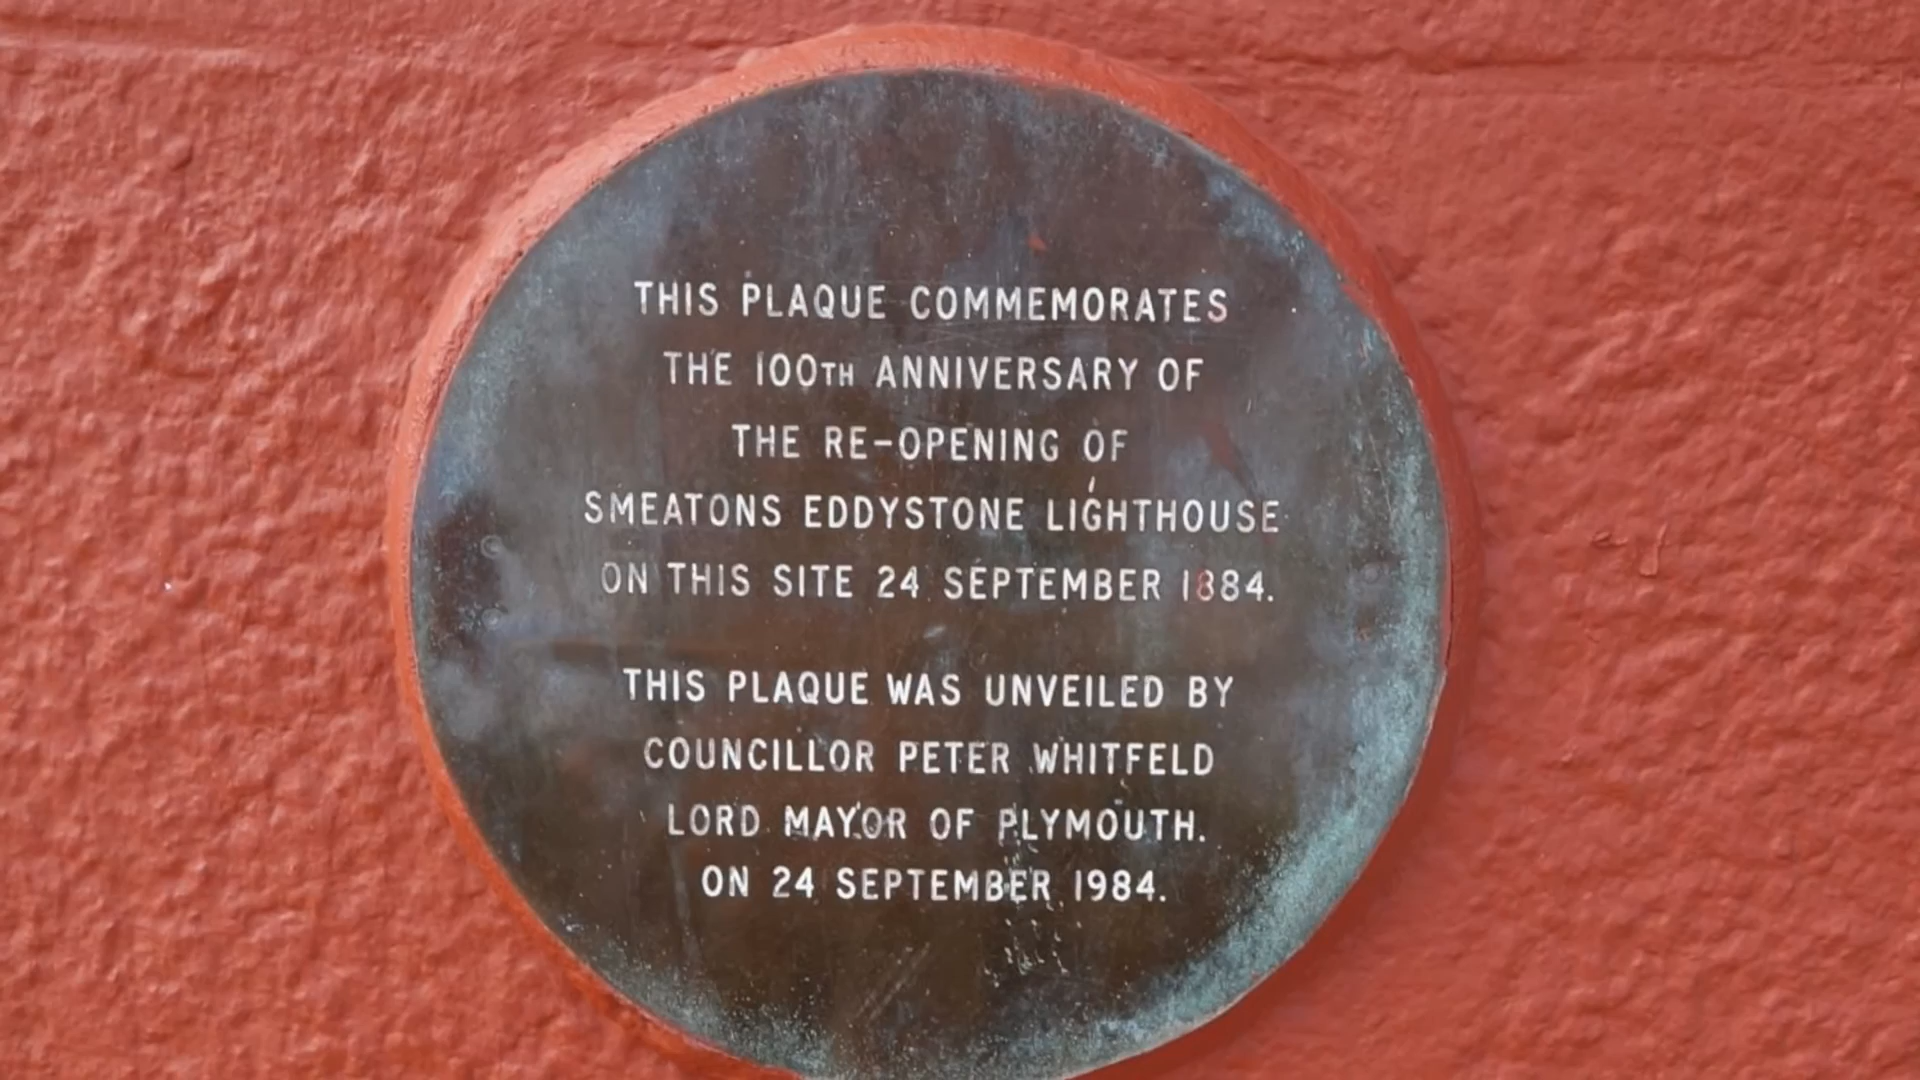 THIS PLAQUE COMMEMORATES
THE 100TH ANNIVERSARY OF
THE RE-OPENING OF
SMEATONS EDDYSTONE LIGHTHOUSE
ON THIS SITE 24 SEPTEMBER 1884.
THIS PLAQUE WAS UNVEILED BY
COUNCILLOR PETER WHITFELD
LORD MAYOR OF PLYMOUTH.
ON 24 SEPTEMBER 1984.